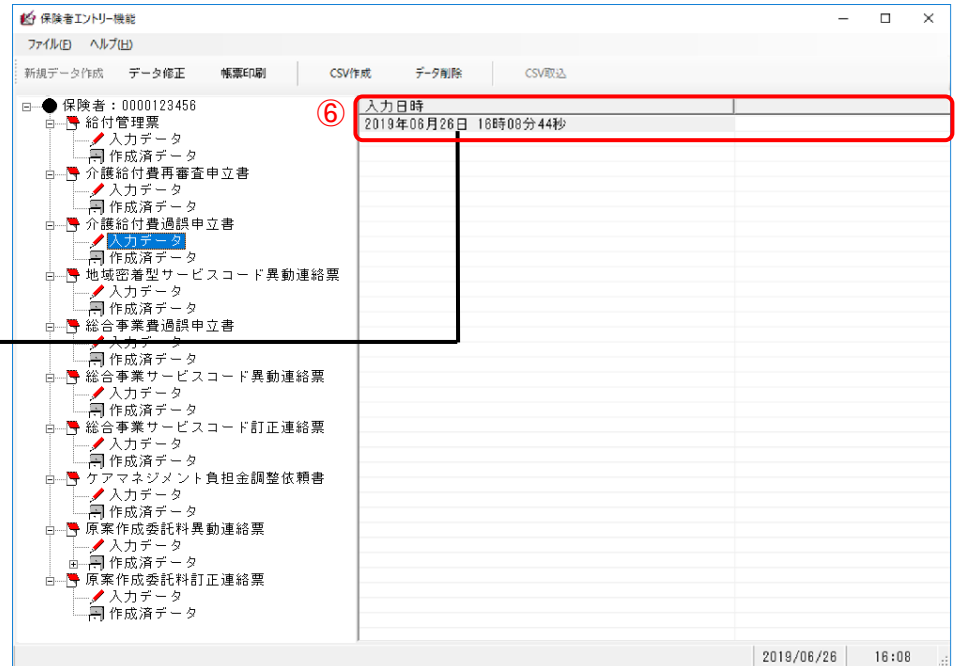 保険者エントリー機能
ファイル(F) ヘルプ(H)
新規データ作成 データ修正 帳票印刷 CSV作成 データ削除 CSV取込
保険者：0000123456
給付管理票
入力データ
作成済データ
介護給付費再審査申立書
入力データ
作成済データ
介護給付費過誤申立書
入力データ
作成済データ
地域密着型サービスコード異動連絡票
入力データ
作成済データ
総合事業費過誤申立書
入力データ
作成済データ
総合事業サービスコード異動連絡票
入力データ
作成済データ
総合事業サービスコード訂正連絡票
入力データ
作成済データ
ケアマネジメント負担金調整依頼書
入力データ
作成済データ
原案作成委託料異動連絡票
入力データ
作成済データ
原案作成委託料訂正連絡票
入力データ
作成済データ
⑥
入力日時
2019年06月26日 16時08分44秒
2019/06/26 16:08